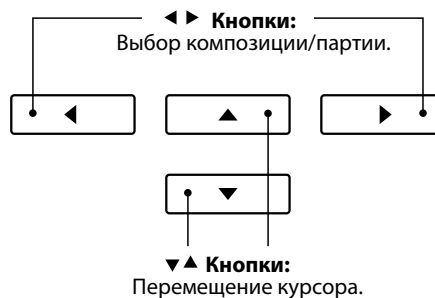 ◀ ▶ Кнопки:
Выбор композиции/партии.
◀
▲
▶
▼
▼▲ Кнопки:
Перемещение курсора.